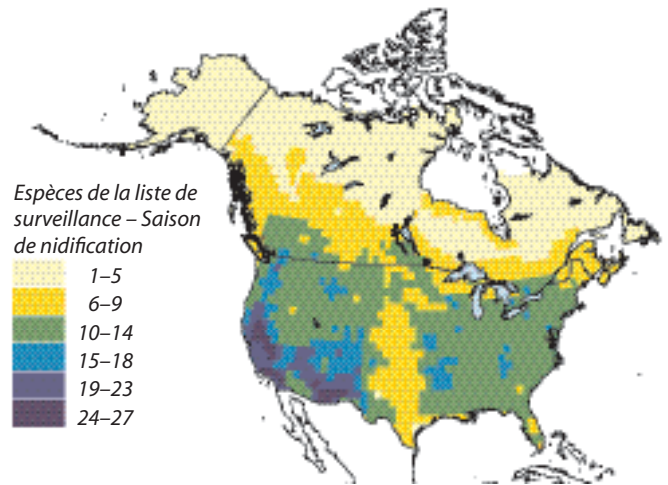 Espèces de la liste de
surveillance – Saison
de nidification
1–5
6–9
10–14
15–18
19–23
24–27